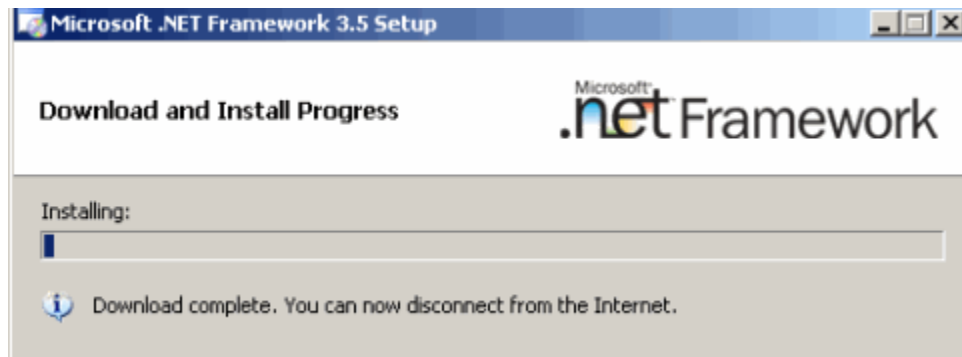 Microsoft .NET Framework 3.5 Setup
Download and Install Progress
Microsoft
.net Framework
Installing:
Download complete. You can now disconnect from the Internet.